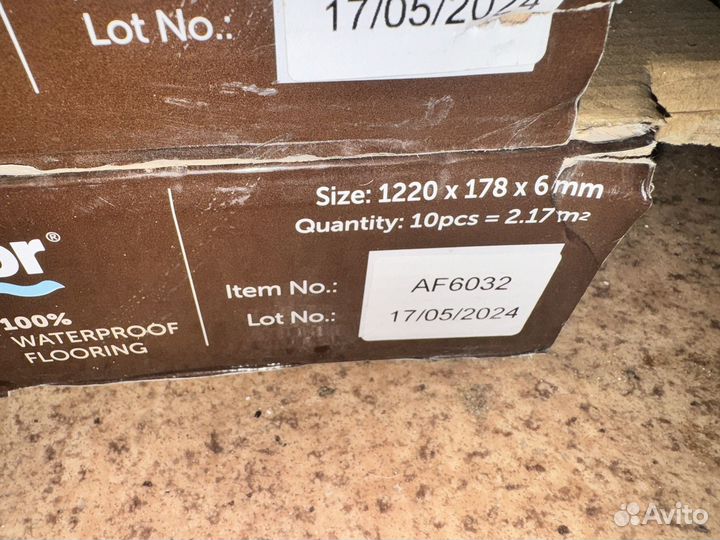 Lot No.: 17/05/2024
Size: 1220 x 178 x 6mm
Quantity: 10pcs = 2.17m2
or®
Item No.: AF6032
Lot No.: 17/05/2024
100%
WATERPROOF
FLOORING
Avito